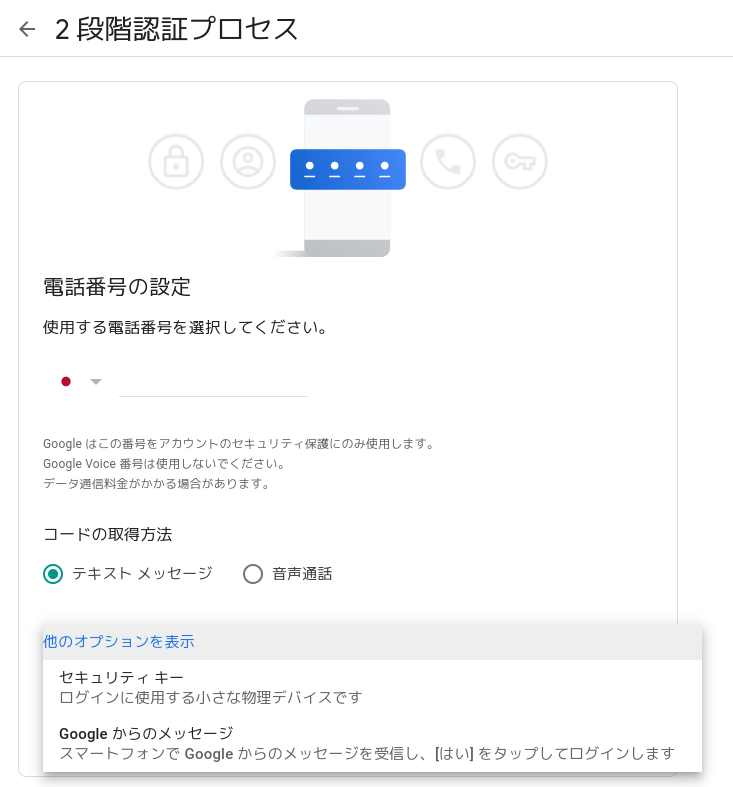 2 段階認証プロセス
電話番号の設定
使用する電話番号を選択してください。
Google はこの番号をアカウントのセキュリティ保護にのみ使用します。
Google Voice 番号は使用しないでください。
データ通信料金がかかる場合があります。
コードの取得方法
テキスト メッセージ 音声通話
他のオプションを表示
セキュリティ キー
ログインに使用する小さな物理デバイスです
Google からのメッセージ
スマートフォンで Google からのメッセージを受信し、[はい] をタップしてログインします